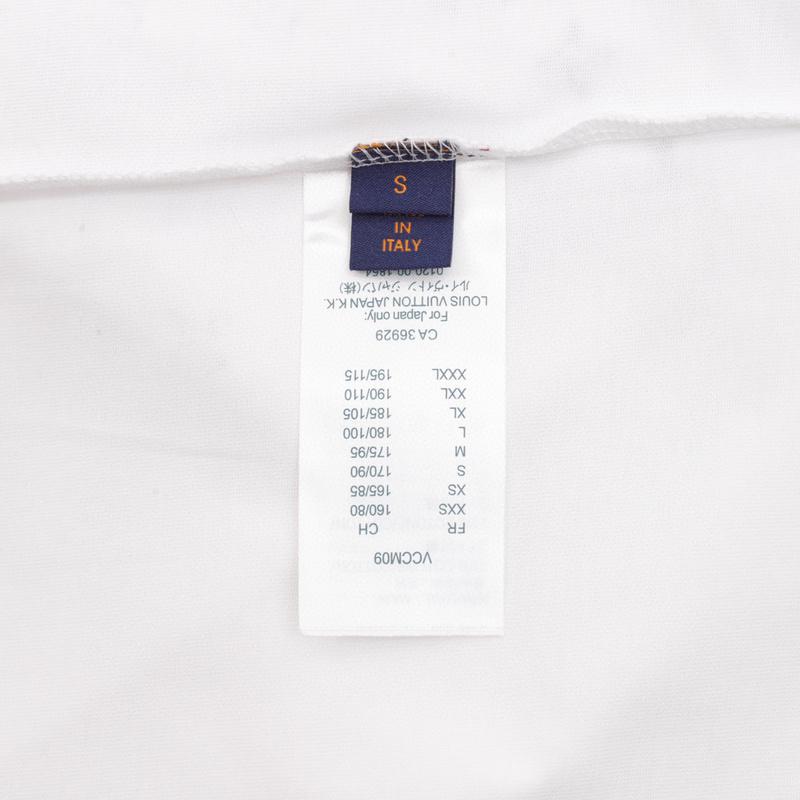 S
IN
ITALY
VCCM09
FR CH
XXS 160/80
XS 165/85
S 170/90
M 175/95
L 180/100
XL 185/105
XXL 190/110
XXXL 195/115
CA 36929
For Japan only:
LOUIS VUITTON JAPAN K.K.
ルイ・ヴィトン ジャパン(株)
0120-00-1854